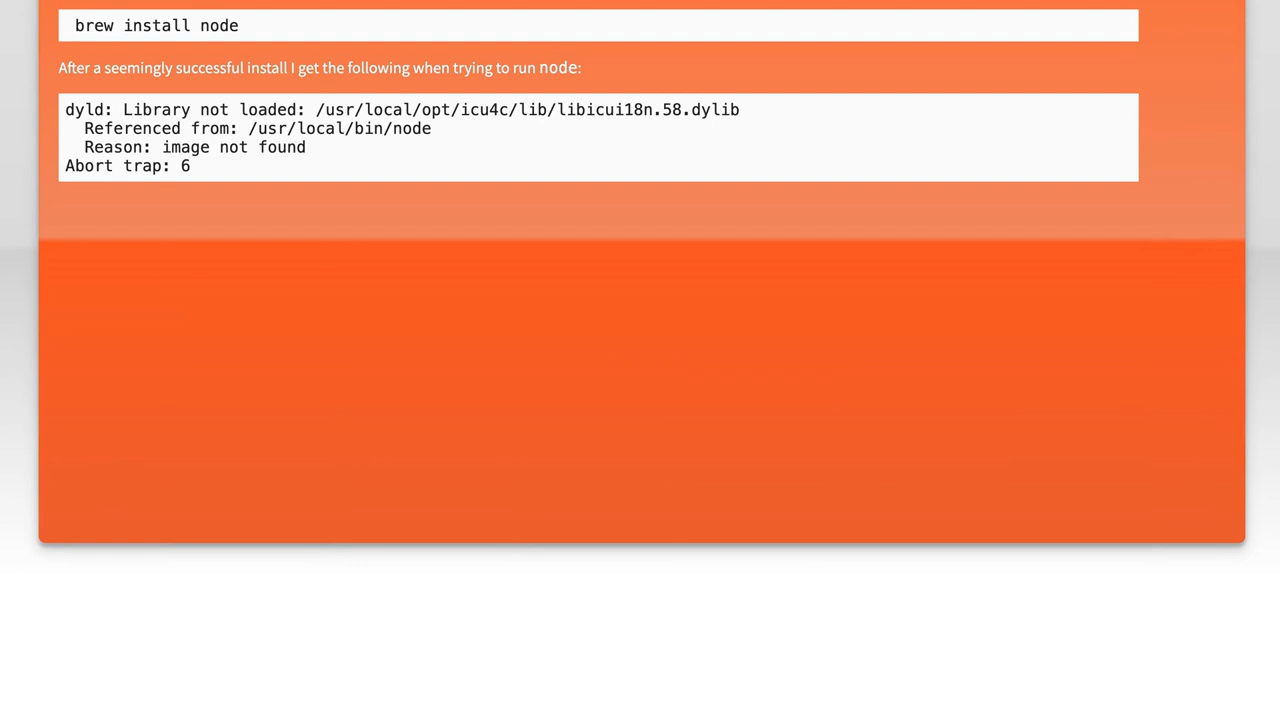 brew install node
After a seemingly successful install I get the following when trying to run node:
dyld: Library not loaded: /usr/local/opt/icu4c/lib/libicui18n.58.dylib
  Referenced from: /usr/local/bin/node
  Reason: image not found
Abort trap: 6